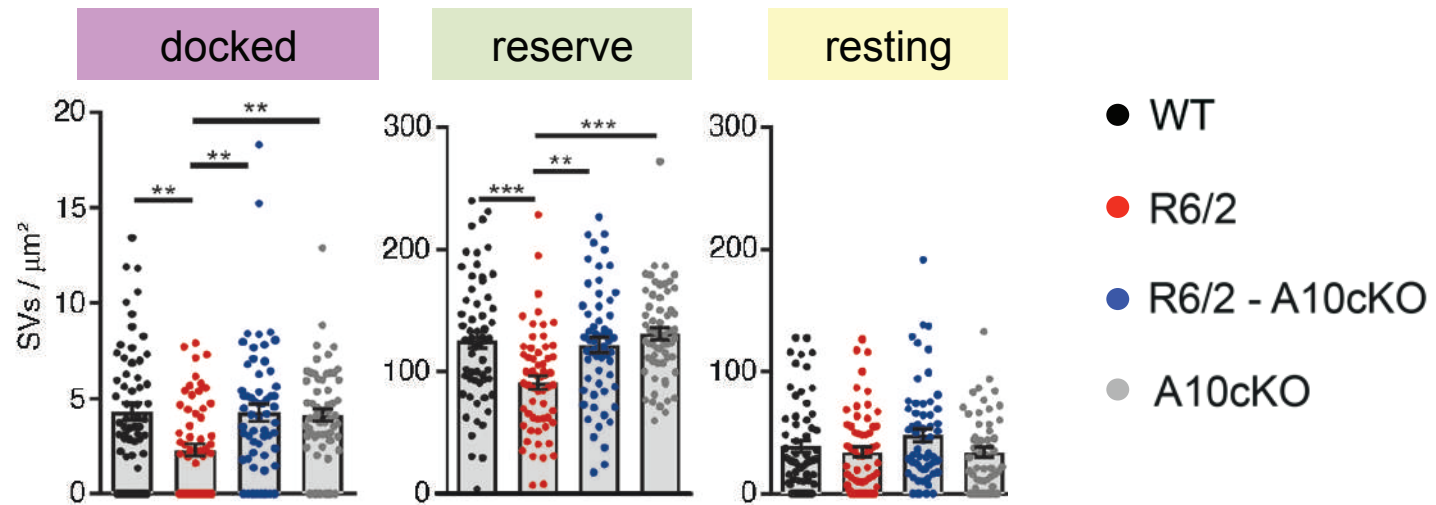 docked
reserve
resting
SVs / μm²
20
15
10
5
0
**
**
**
300
200
100
0
***
**
***
300
200
100
0
WT
R6/2
R6/2 - A10cKO
A10cKO